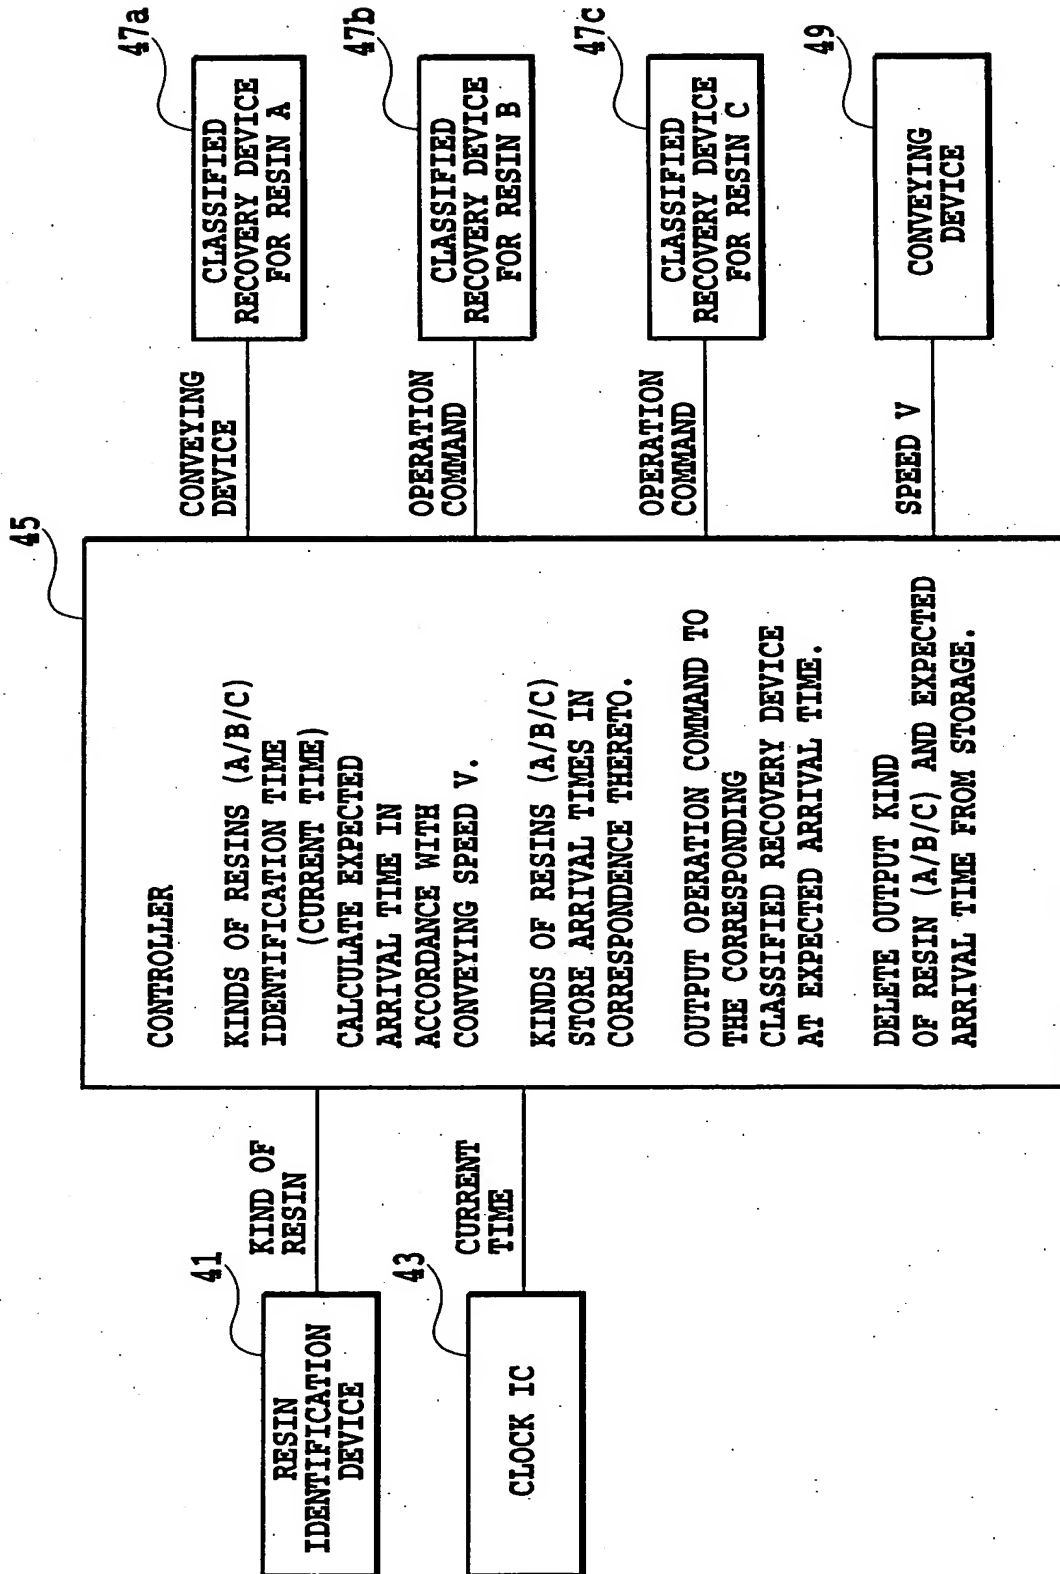 41
RESIN
IDENTIFICATION
DEVICE
KIND OF
RESIN
43
CLOCK IC
CURRENT
TIME
45
CONTROLLER
KINDS OF RESINS (A/B/C)
IDENTIFICATION TIME
(CURRENT TIME)
CALCULATE EXPECTED
ARRIVAL TIME IN
ACCORDANCE WITH
CONVEYING SPEED V.
KINDS OF RESINS (A/B/C)
STORE ARRIVAL TIMES IN
CORRESPONDENCE THERETO.
OUTPUT OPERATION COMMAND TO
THE CORRESPONDING
CLASSIFIED RECOVERY DEVICE
AT EXPECTED ARRIVAL TIME.
DELETE OUTPUT KIND
OF RESIN (A/B/C) AND EXPECTED
ARRIVAL TIME FROM STORAGE.
CONVEYING
DEVICE
47a
CLASSIFIED
RECOVERY DEVICE
FOR RESIN A
OPERATION
COMMAND
47b
CLASSIFIED
RECOVERY DEVICE
FOR RESIN B
OPERATION
COMMAND
47c
CLASSIFIED
RECOVERY DEVICE
FOR RESIN C
SPEED V
49
CONVEYING
DEVICE